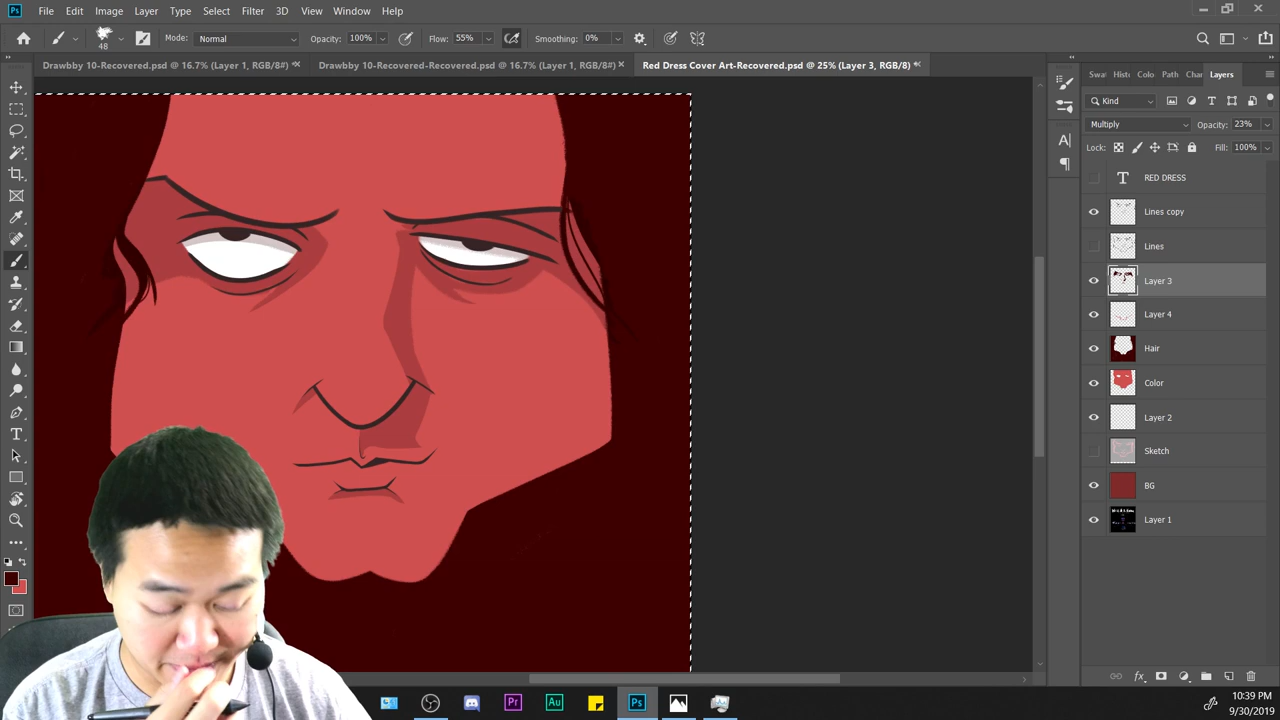 Ps File Edit Image Layer Type Select Filter 3D View Window Help
48 Mode: Normal Opacity: 100% Flow: 55% Smoothing: 0%
Drawbby 10-Recovered.psd @ 16.7% (Layer 1, RGB/8#) * Drawbby 10-Recovered-Recovered.psd @ 16.7% (Layer 1, RGB/8#) Red Dress Cover Art-Recovered.psd @ 25% (Layer 3, RGB/8) *
Swa Hist Colo Path Char Layers
Kind
Multiply Opacity: 23%
Lock: Fill: 100%
RED DRESS
Lines copy
Lines
Layer 3
Layer 4
Hair
Color
Layer 2
Sketch
BG
Layer 1
Pr Au Ps
10:39 PM
9/30/2019